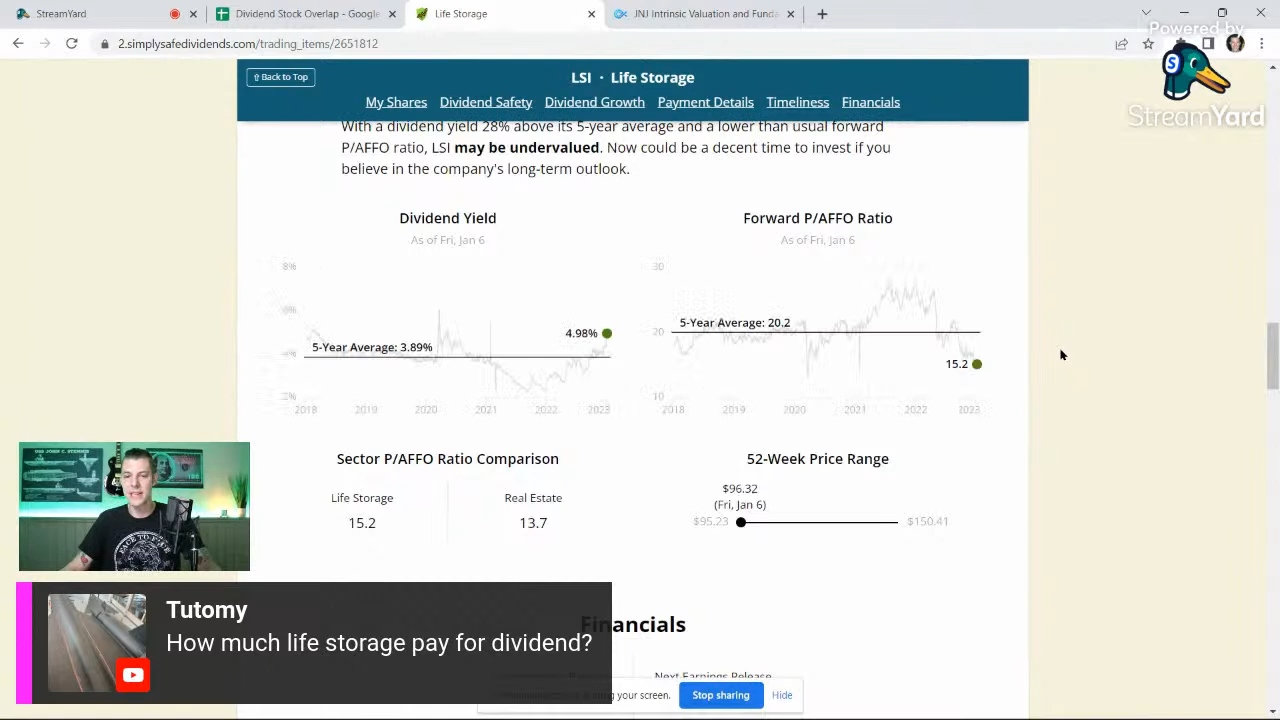 StreamYard
Dividend Stock Overlap - Google
Life Storage
JNJ Intrinsic Valuation and Funda
2.simplysafedividends.com/trading_items/2651812
Powered by
StreamYard
Back to Top
LSI · Life Storage
My Shares
Dividend Safety
Dividend Growth
Payment Details
Timeliness
Financials
With a dividend yield 28% above its 5-year average and a lower than usual forward
P/AFFO ratio, LSI may be undervalued. Now could be a decent time to invest if you
believe in the company's long-term outlook.
Dividend Yield
As of Fri, Jan 6
8%
5-Year Average: 3.89%
4.98%
2018 2019 2020 2021 2022 2023
Forward P/AFFO Ratio
As of Fri, Jan 6
30
20
10
5-Year Average: 20.2
15.2
2018 2019 2020 2021 2022 2023
Sector P/AFFO Ratio Comparison
Life Storage
15.2
Real Estate
13.7
52-Week Price Range
$96.32
(Fri, Jan 6)
$95.23
$150.41
Tutomy
How much life storage pay for dividend?
Financials
Next Earnings Release
your screen.
Stop sharing
Hide